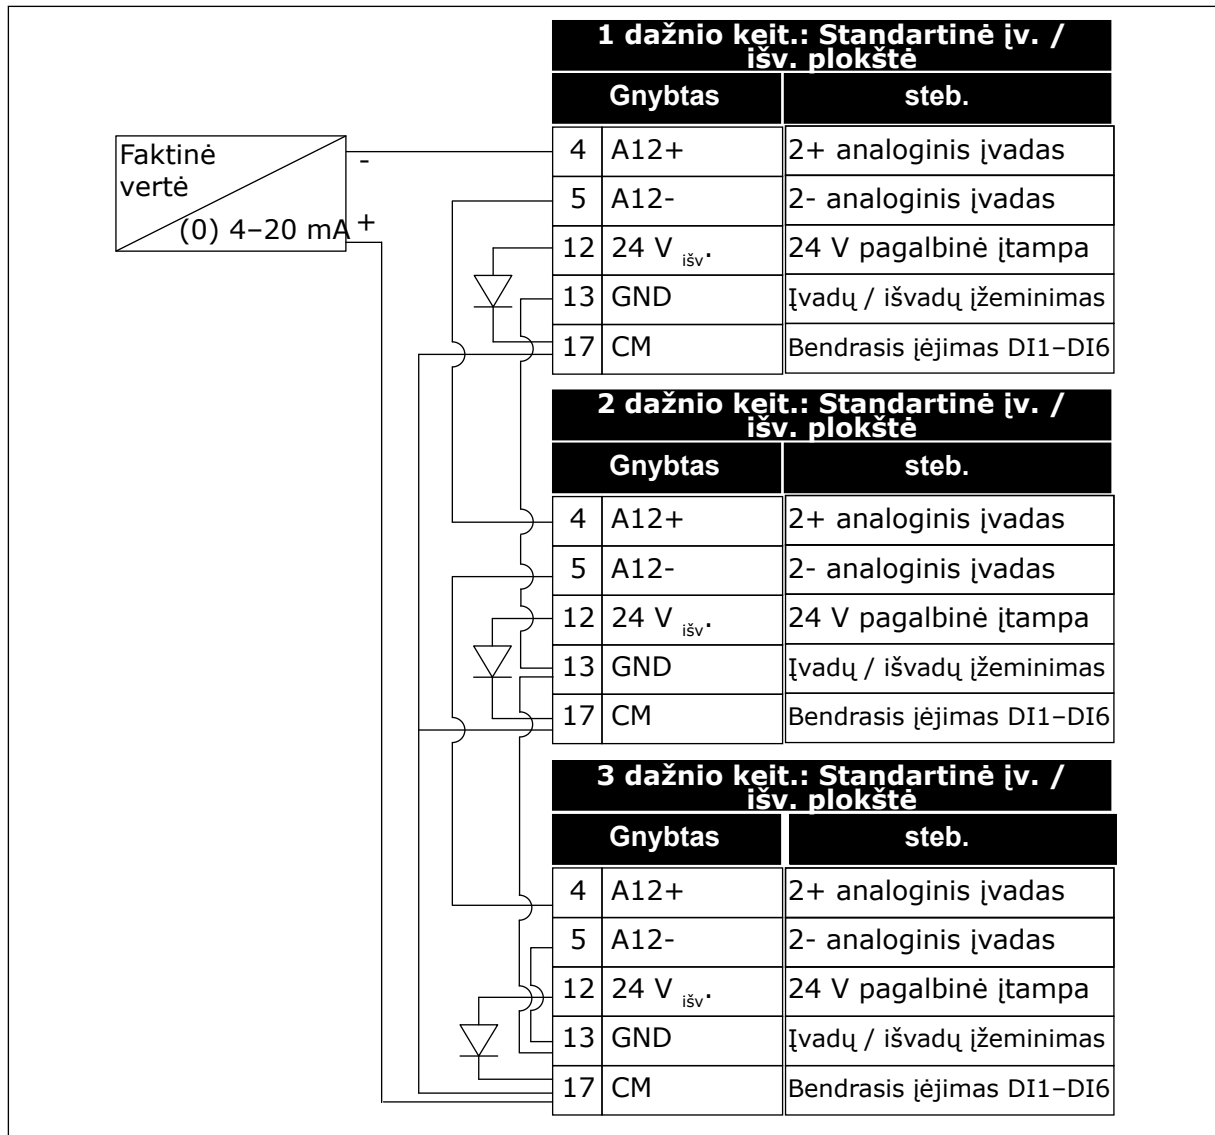 1 dažnio keit.: Standartinė įv. /
išv. plokštė
Gnybtas steb.
Faktinė
vertė
(0) 4–20 mA
-
+
4 A12+ 2+ analoginis įvadas
5 A12- 2- analoginis įvadas
12 24 V išv. 24 V pagalbinė įtampa
13 GND Įvadų / išvadų įžeminimas
17 CM Bendrasis įėjimas DI1–DI6
2 dažnio keit.: Standartinė įv. /
išv. plokštė
Gnybtas steb.
4 A12+ 2+ analoginis įvadas
5 A12- 2- analoginis įvadas
12 24 V išv. 24 V pagalbinė įtampa
13 GND Įvadų / išvadų įžeminimas
17 CM Bendrasis įėjimas DI1–DI6
3 dažnio keit.: Standartinė įv. /
išv. plokštė
Gnybtas steb.
4 A12+ 2+ analoginis įvadas
5 A12- 2- analoginis įvadas
12 24 V išv. 24 V pagalbinė įtampa
13 GND Įvadų / išvadų įžeminimas
17 CM Bendrasis įėjimas DI1–DI6